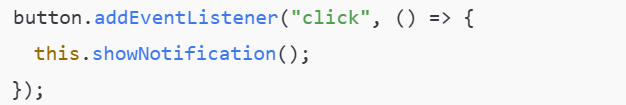 button.addEventListener("click", () => {
  this.showNotification();
});